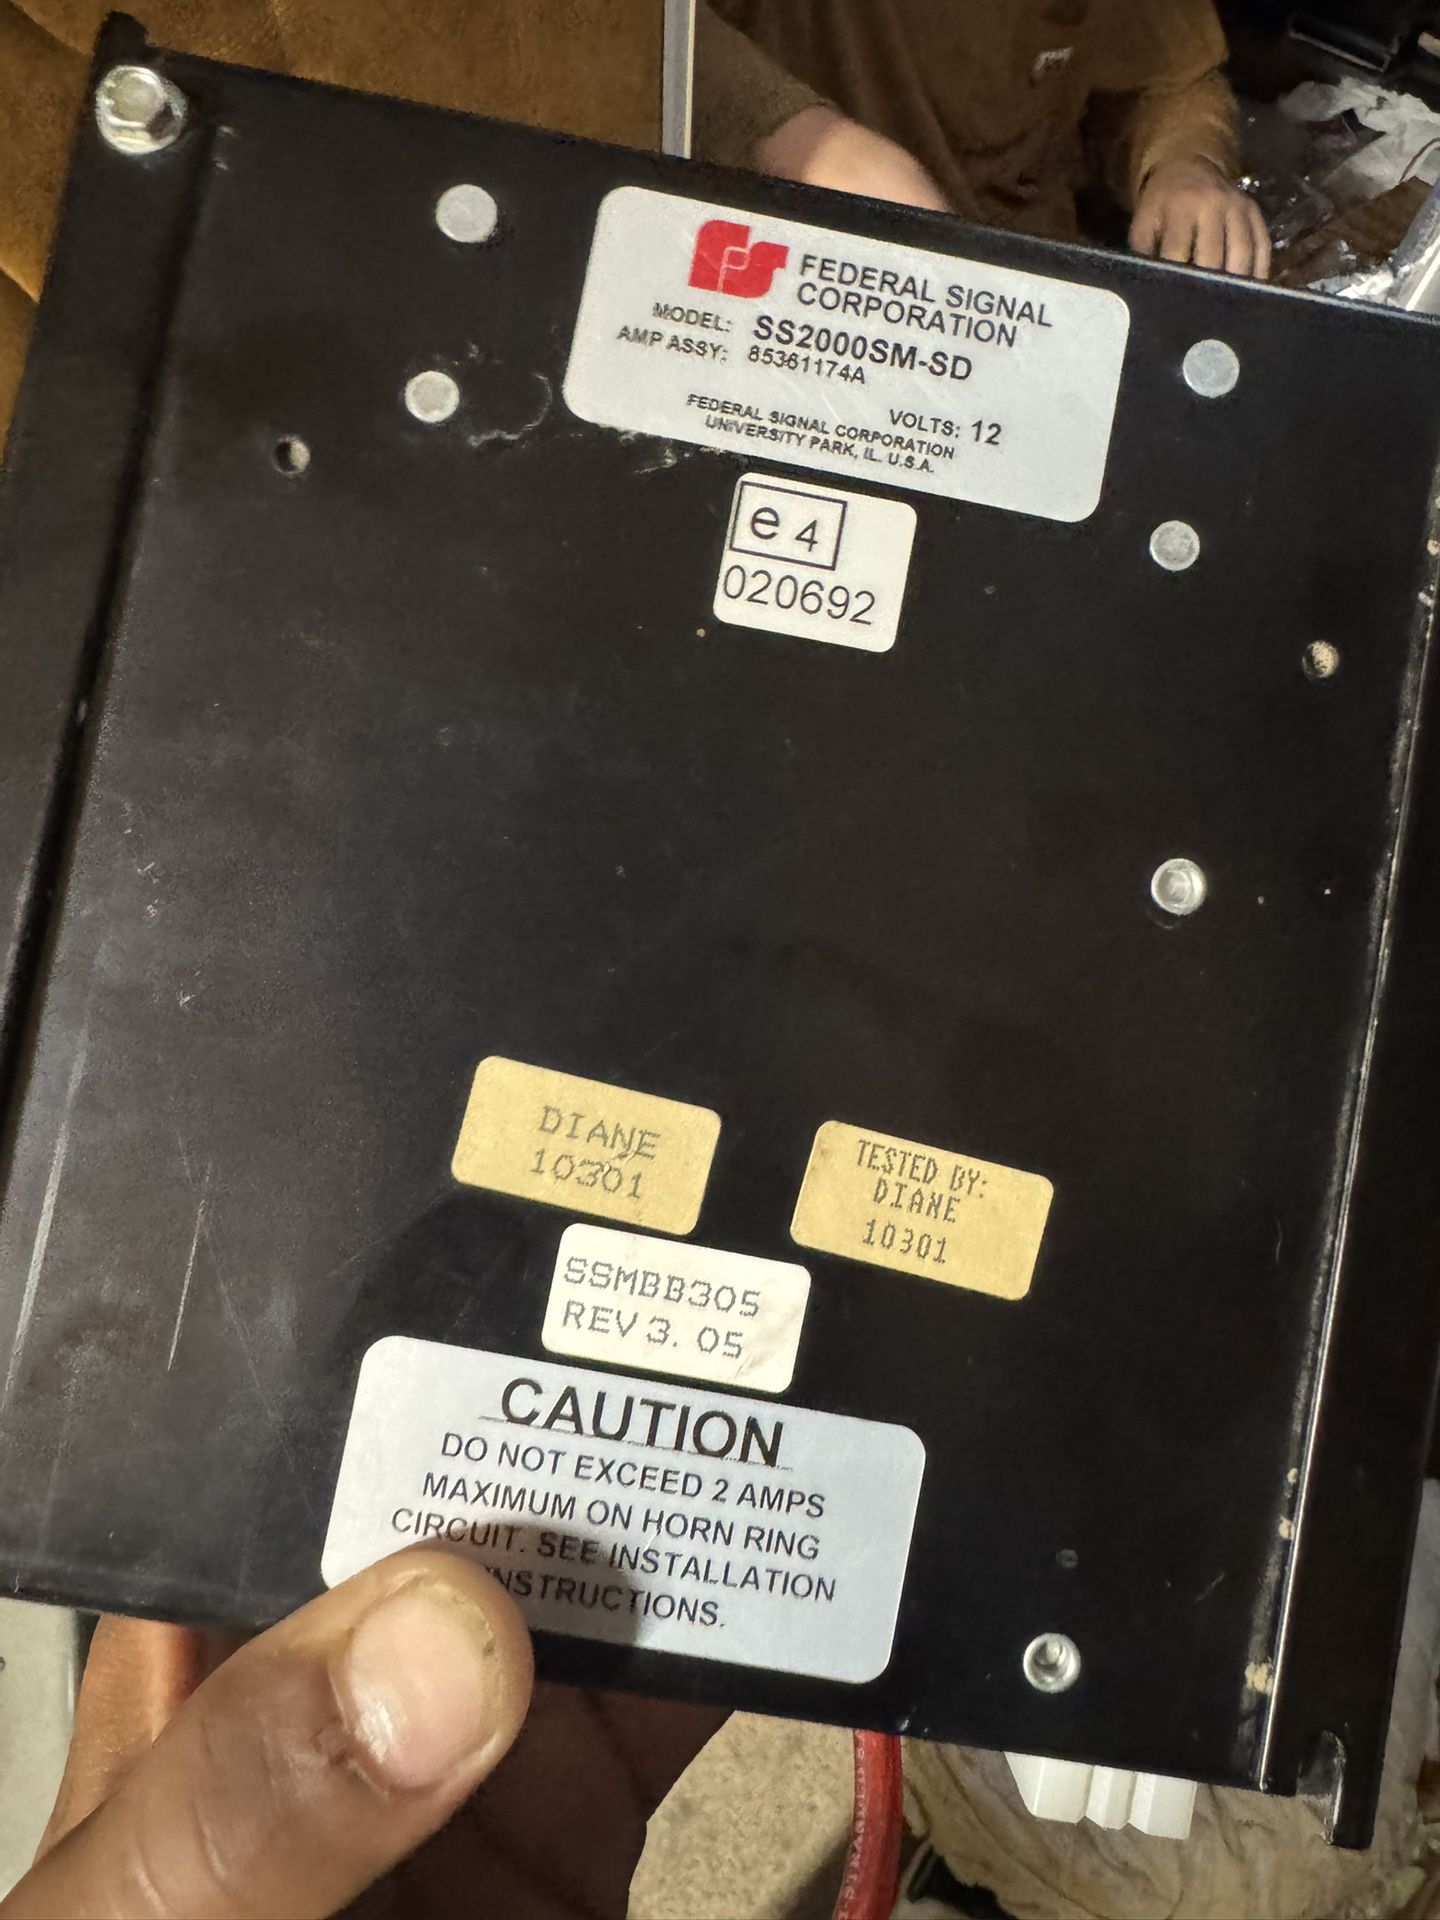 FEDERAL SIGNAL
CORPORATION
MODEL: SS2000SM-SD
AMP ASSY: 85361174A
VOLTS: 12
FEDERAL SIGNAL CORPORATION
UNIVERSITY PARK, IL. U.S.A.
e4
020692
DIANE
10301
TESTED BY:
DIANE
10301
SSMBB305
REV 3. 05
CAUTION
DO NOT EXCEED 2 AMPS
MAXIMUM ON HORN RING
CIRCUIT. SEE INSTALLATION
INSTRUCTIONS.